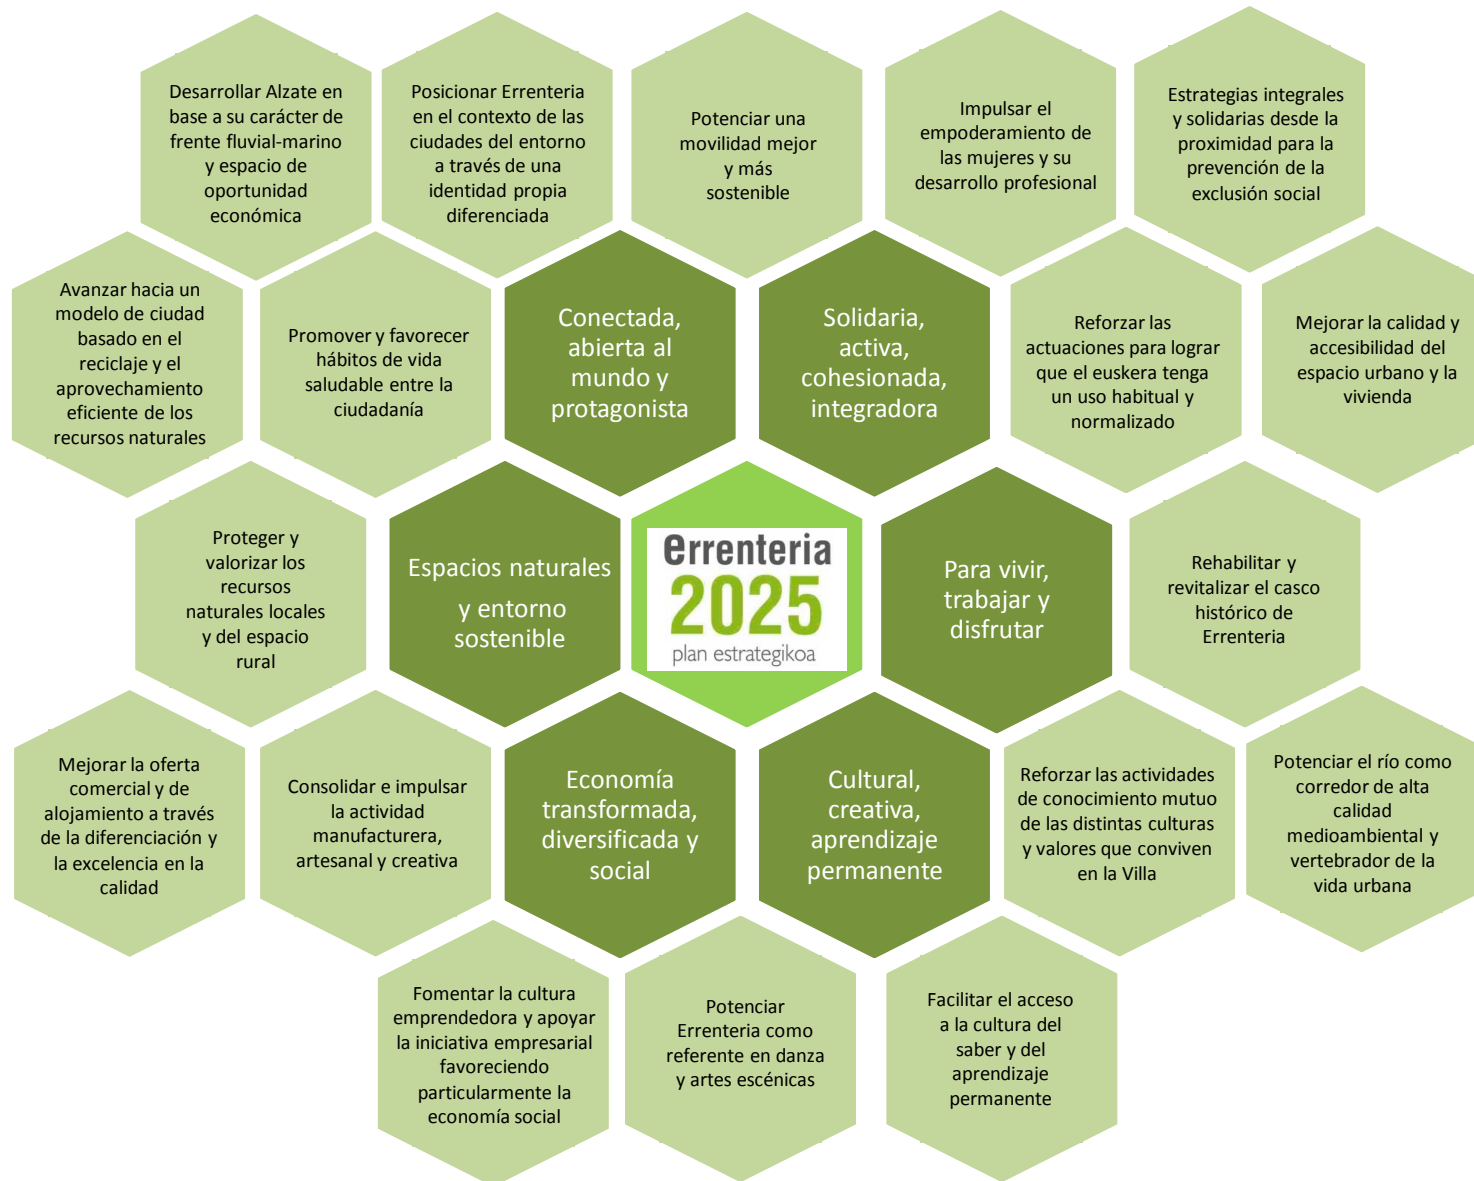 Desarrollar Alzate en
base a su carácter de
frente fluvial-marino
y espacio de
oportunidad
económica
Posicionar Errenteria
en el contexto de las
ciudades del entorno
a través de una
identidad propia
diferenciada
Potenciar una
movilidad mejor
y más
sostenible
Impulsar el
empoderamiento de
las mujeres y su
desarrollo profesional
Estrategias integrales
y solidarias desde la
proximidad para la
prevención de la
exclusión social
Avanzar hacia un
modelo de ciudad
basado en el
reciclaje y el
aprovechamiento
eficiente de los
recursos naturales
Promover y favorecer
hábitos de vida
saludable entre la
ciudadanía
Conectada,
abierta al
mundo y
protagonista
Solidaria,
activa,
cohesionada,
integradora
Reforzar las
actuaciones para lograr
que el euskera tenga
un uso habitual y
normalizado
Mejorar la calidad y
accesibilidad del
espacio urbano y la
vivienda
Proteger y
valorizar los
recursos
naturales locales
y del espacio
rural
Espacios naturales
y entorno
sostenible
errenteria
2025
plan estrategikoa
Para vivir,
trabajar y
disfrutar
Rehabilitar y
revitalizar el casco
histórico de
Errenteria
Mejorar la oferta
comercial y de
alojamiento a través
de la diferenciación y
la excelencia en la
calidad
Consolidar e impulsar
la actividad
manufacturera,
artesanal y creativa
Economía
transformada,
diversificada y
social
Cultural,
creativa,
aprendizaje
permanente
Reforzar las actividades
de conocimiento mutuo
de las distintas culturas
y valores que conviven
en la Villa
Potenciar el río como
corredor de alta
calidad
medioambiental y
vertebrador de la
vida urbana
Fomentar la cultura
emprendedora y apoyar
la iniciativa empresarial
favoreciendo
particularmente la
economía social
Potenciar
Errenteria como
referente en danza
y artes escénicas
Facilitar el acceso
a la cultura del
saber y del
aprendizaje
permanente